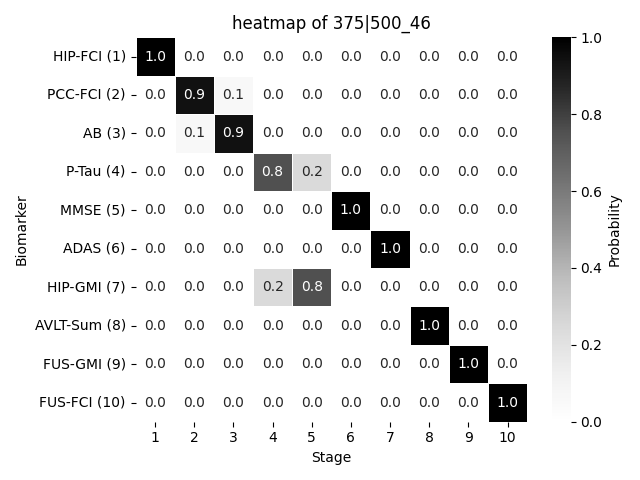 heatmap of 375|500_46
HIP-FCI (1) 1.0 0.0 0.0 0.0 0.0 0.0 0.0 0.0 0.0 0.0
PCC-FCI (2) 0.0 0.9 0.1 0.0 0.0 0.0 0.0 0.0 0.0 0.0
AB (3) 0.0 0.1 0.9 0.0 0.0 0.0 0.0 0.0 0.0 0.0
P-Tau (4) 0.0 0.0 0.0 0.8 0.2 0.0 0.0 0.0 0.0 0.0
MMSE (5) 0.0 0.0 0.0 0.0 0.0 1.0 0.0 0.0 0.0 0.0
ADAS (6) 0.0 0.0 0.0 0.0 0.0 0.0 1.0 0.0 0.0 0.0
HIP-GMI (7) 0.0 0.0 0.0 0.2 0.8 0.0 0.0 0.0 0.0 0.0
AVLT-Sum (8) 0.0 0.0 0.0 0.0 0.0 0.0 0.0 1.0 0.0 0.0
FUS-GMI (9) 0.0 0.0 0.0 0.0 0.0 0.0 0.0 0.0 1.0 0.0
FUS-FCI (10) 0.0 0.0 0.0 0.0 0.0 0.0 0.0 0.0 0.0 1.0
1 2 3 4 5 6 7 8 9 10
Stage
Biomarker
1.0
0.8
0.6
0.4
0.2
0.0
Probability